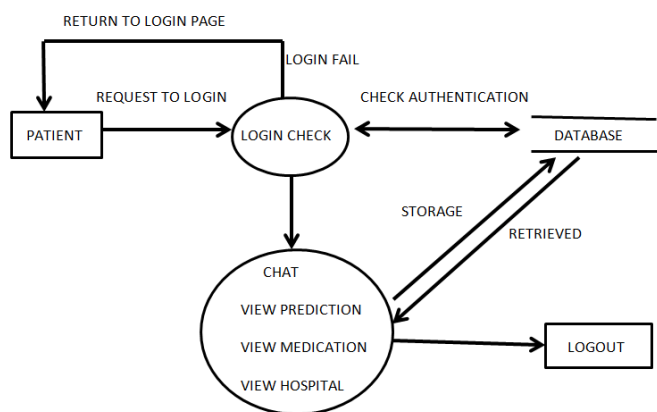 RETURN TO LOGIN PAGE
LOGIN FAIL
REQUEST TO LOGIN
CHECK AUTHENTICATION
PATIENT
LOGIN CHECK
DATABASE
STORAGE
RETRIEVED
CHAT
VIEW PREDICTION
VIEW MEDICATION
LOGOUT
VIEW HOSPITAL